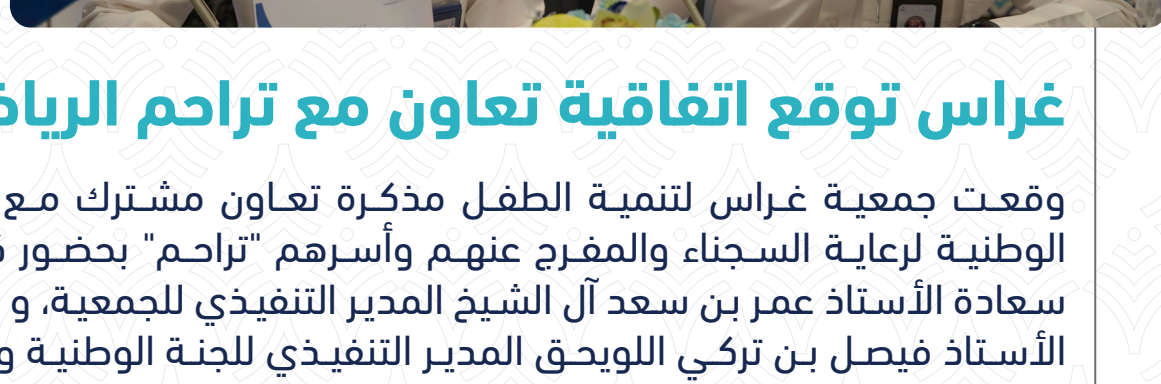 غراس توقع اتفاقية تعاون مع تراحم
وقعت جمعية غراس لتنمية الطفل مذكرة تعاون مشترك مع
الوطنية لرعاية السجناء والمفرج عنهم وأسرهم "تراحم" بحضور
سعادة الأستاذ عمر بن سعد آل الشيخ المدير التنفيذي للجمعية، و
الأستاذ فيصل بن تركي اللويحق المدير التنفيذي للجنة الوطنية و